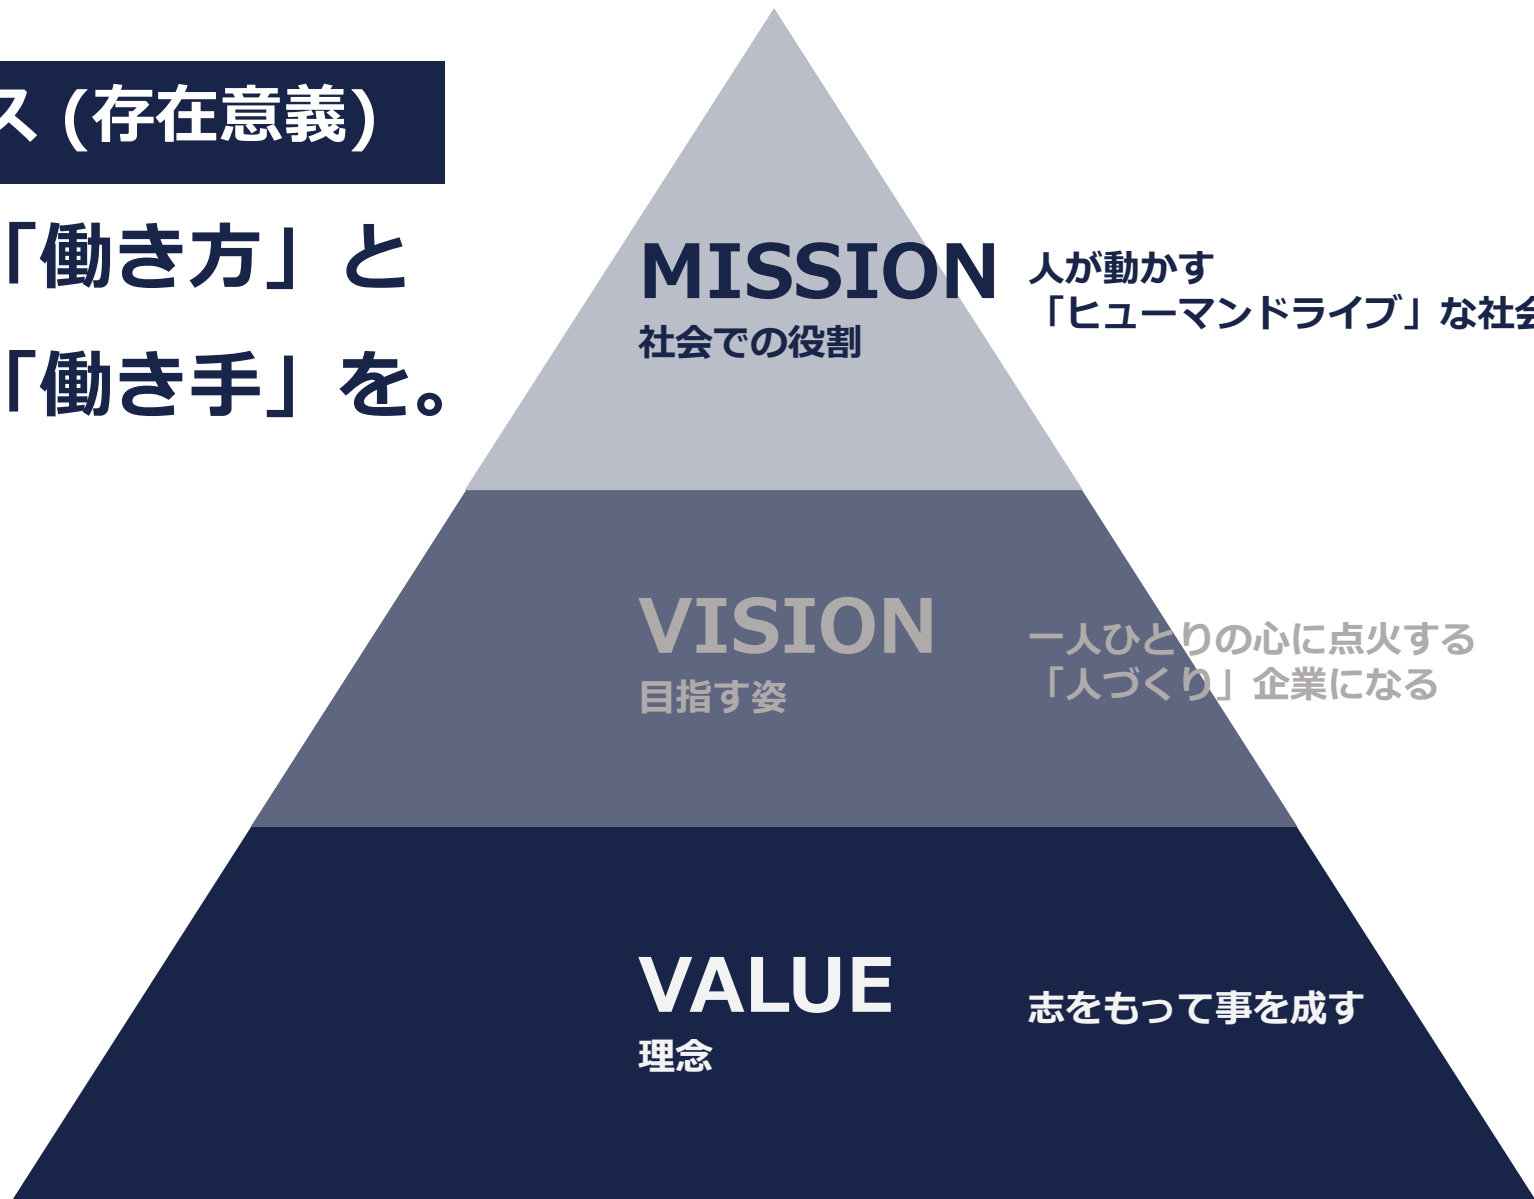 ス (存在意義)
「働き方」と
「働き手」を。
MISSION
社会での役割
人が動かす
「ヒューマンドライブ」な社会
VISION
目指す姿
一人ひとりの心に点火する
「人づくり」企業になる
VALUE
理念
志をもって事を成す